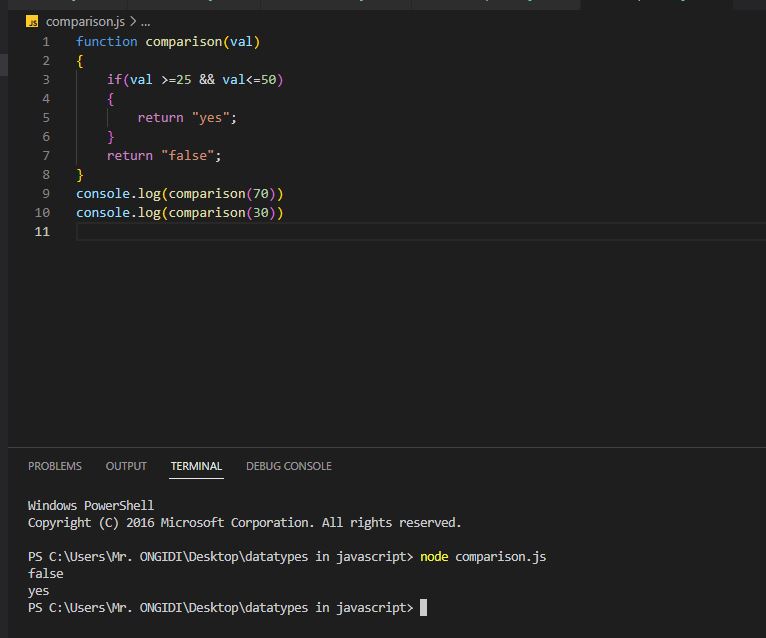 JS comparison.js > ...
1 function comparison(val)
2 {
3 if(val >=25 && val<=50)
4 {
5 return "yes";
6 }
7 return "false";
8 }
9 console.log(comparison(70))
10 console.log(comparison(30))
11
PROBLEMS OUTPUT TERMINAL DEBUG CONSOLE
Windows PowerShell
Copyright (C) 2016 Microsoft Corporation. All rights reserved.
PS C:\Users\Mr. ONGIDI\Desktop\datatypes in javascript> node comparison.js
false
yes
PS C:\Users\Mr. ONGIDI\Desktop\datatypes in javascript>